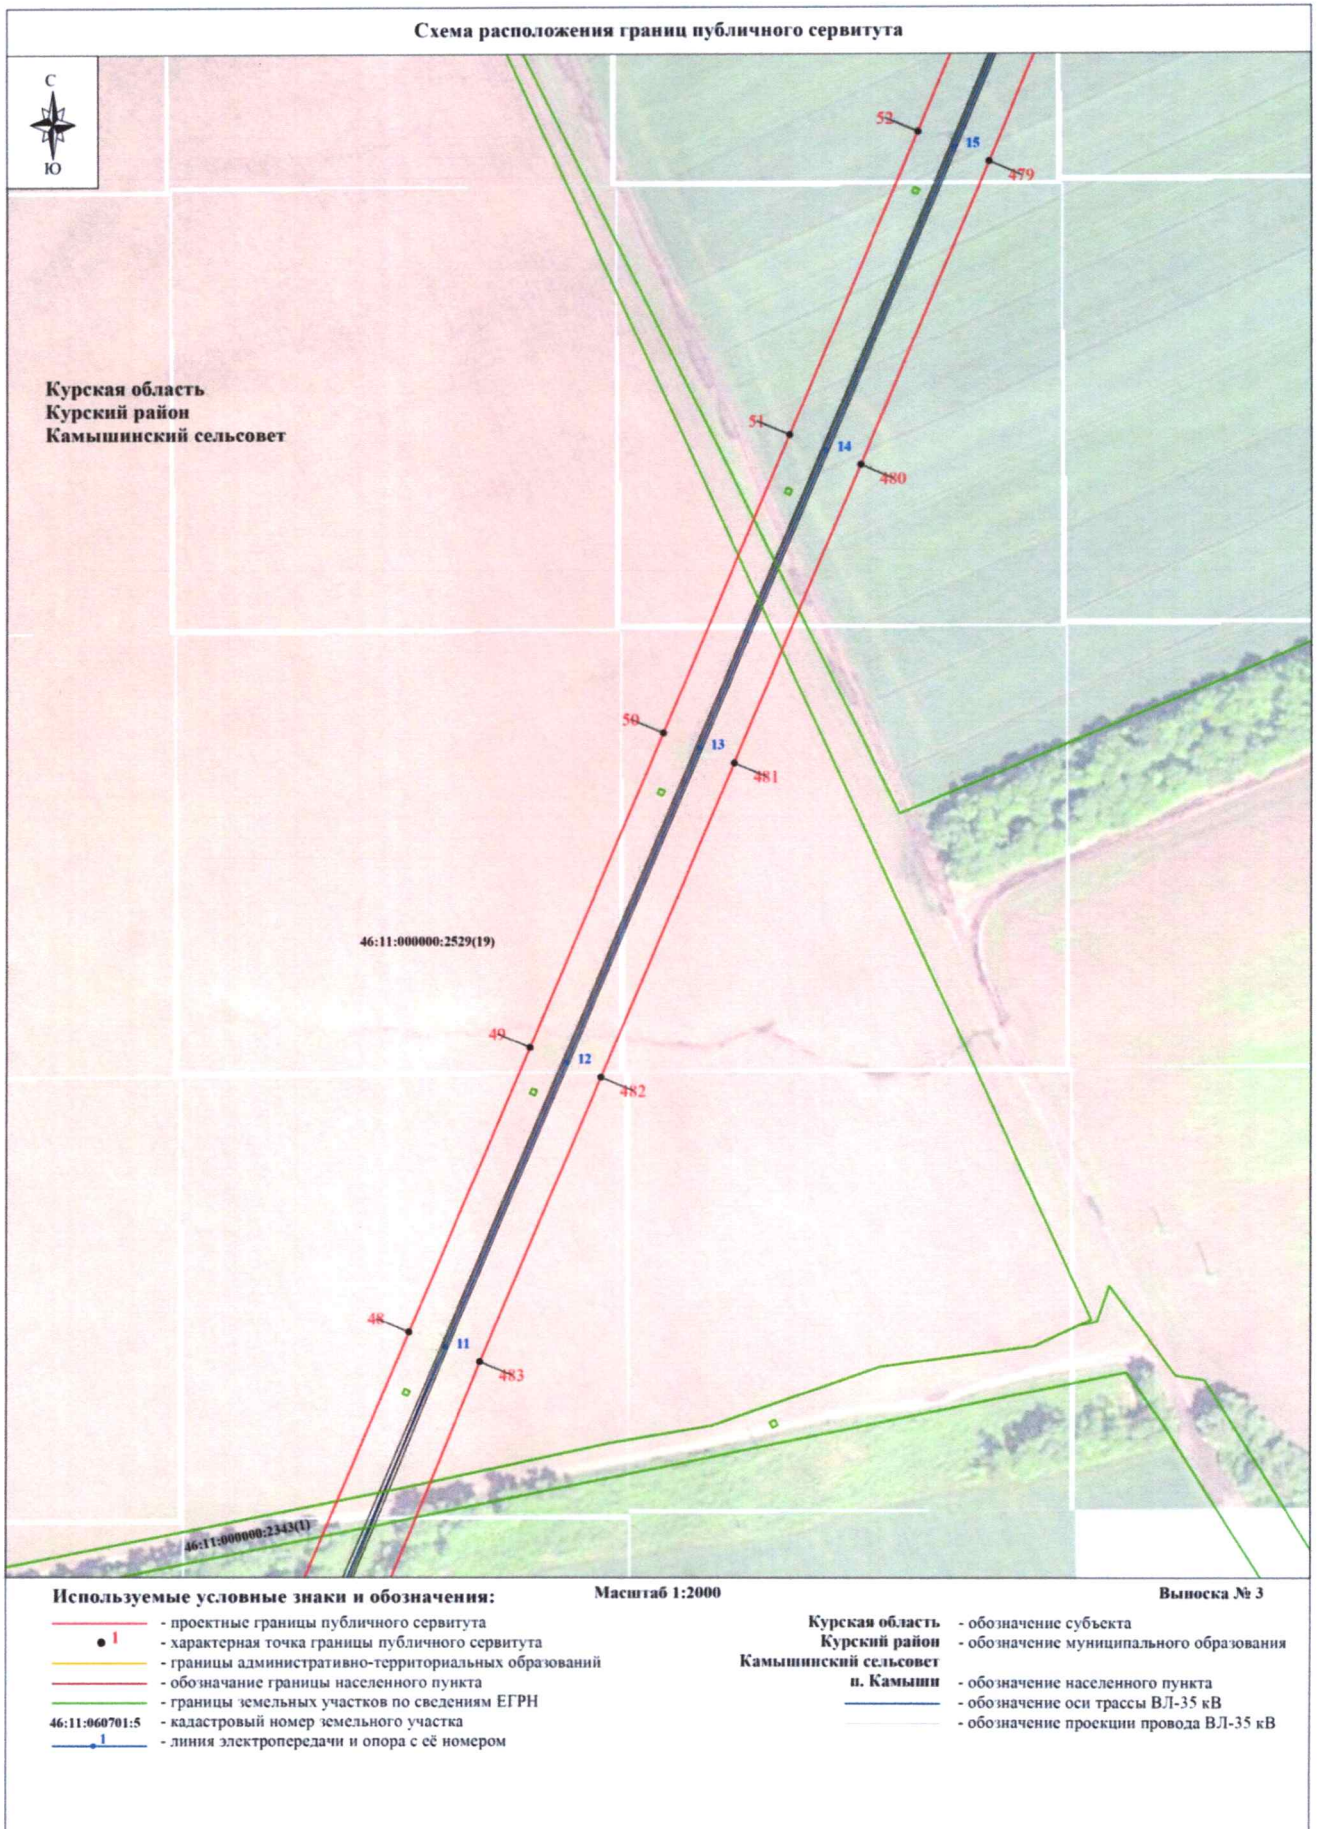 Схема расположения границ публичного сервитута
С
Ю
52
15
479
Курская область
Курский район
Камышинский сельсовет
51
14
480
50
13
481
46:11:000000:2529(19)
49
12
482
48
11
483
46:11:000000:2343(1)
Используемые условные знаки и обозначения:
Масштаб 1:2000
Выноска № 3
- проектные границы публичного сервитута
1 - характерная точка границы публичного сервитута
- границы административно-территориальных образований
- обозначание границы населенного пункта
- границы земельных участков по сведениям ЕГРН
46:11:060701:5 - кадастровый номер земельного участка
1 - линия электропередачи и опора с её номером
Курская область - обозначение субъекта
Курский район - обозначение муниципального образования
Камышинский сельсовет
п. Камыши - обозначение населенного пункта
- обозначение оси трассы ВЛ-35 кВ
- обозначение проекции провода ВЛ-35 кВ